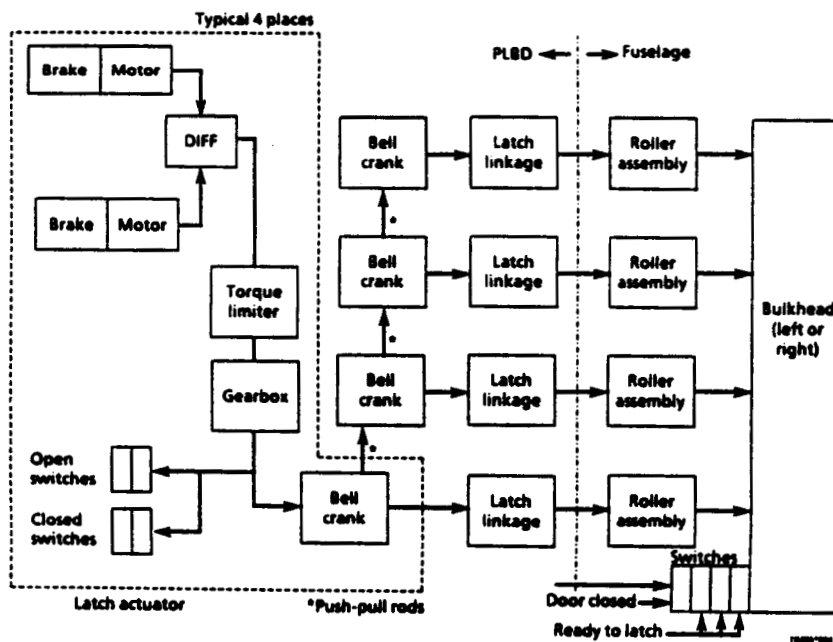 Typical 4 places
PLBD
Fuselage
Brake
Motor
DIFF
Brake
Motor
Torque
limiter
Gearbox
Open
switches
Closed
switches
Bell
crank
Latch
linkage
Roller
assembly
*
Bell
crank
Latch
linkage
Roller
assembly
*
Bell
crank
Latch
linkage
Roller
assembly
*
Bell
crank
Latch
linkage
Roller
assembly
Bulkhead
(left or
right)
Switches
Door closed
Ready to latch
Latch actuator
*Push-pull rods